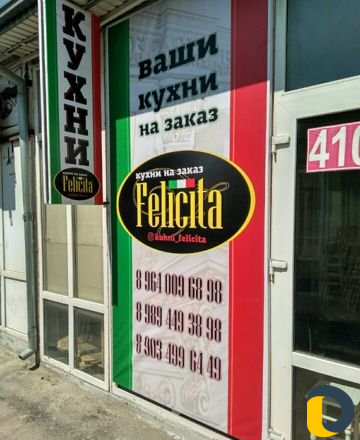 КУХНИ
кухни на заказ
Felicita
ваши
кухни
на заказ
кухни на заказ
Felicita
@kuhni_felicita
8 964 009 68 98
8 989 449 38 98
8 903 499 64 49
410